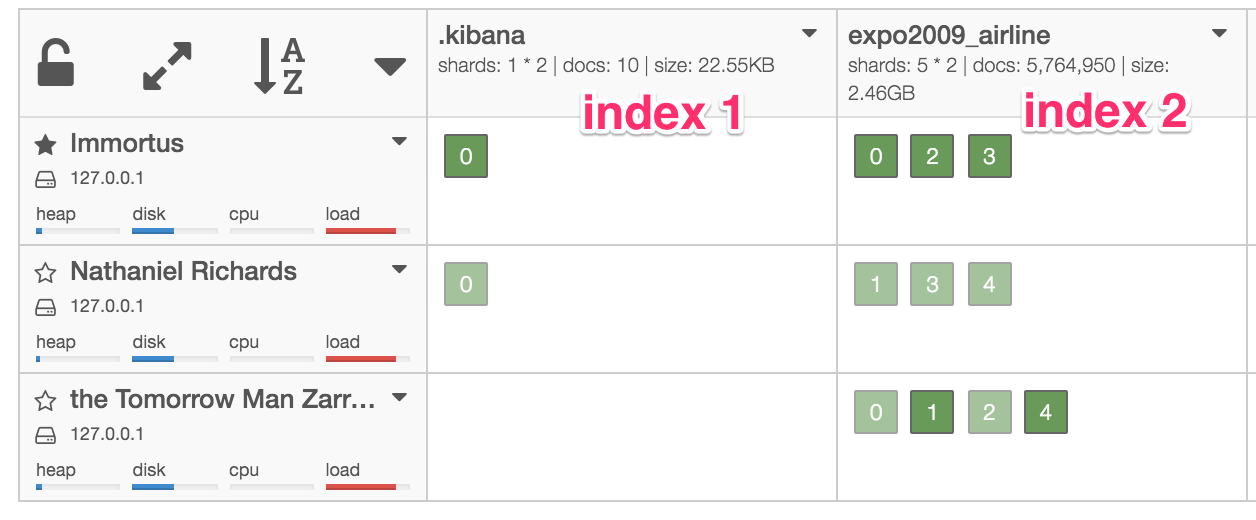 A
Z
.kibana
shards: 1 * 2 | docs: 10 | size: 22.55KB
index 1
expo2009_airline
shards: 5 * 2 | docs: 5,764,950 | size:
2.46GB
index 2
Immortus
127.0.0.1
heap disk cpu load
0
0 2 3
Nathaniel Richards
127.0.0.1
heap disk cpu load
0
1 3 4
the Tomorrow Man Zarr...
127.0.0.1
heap disk cpu load
0 1 2 4